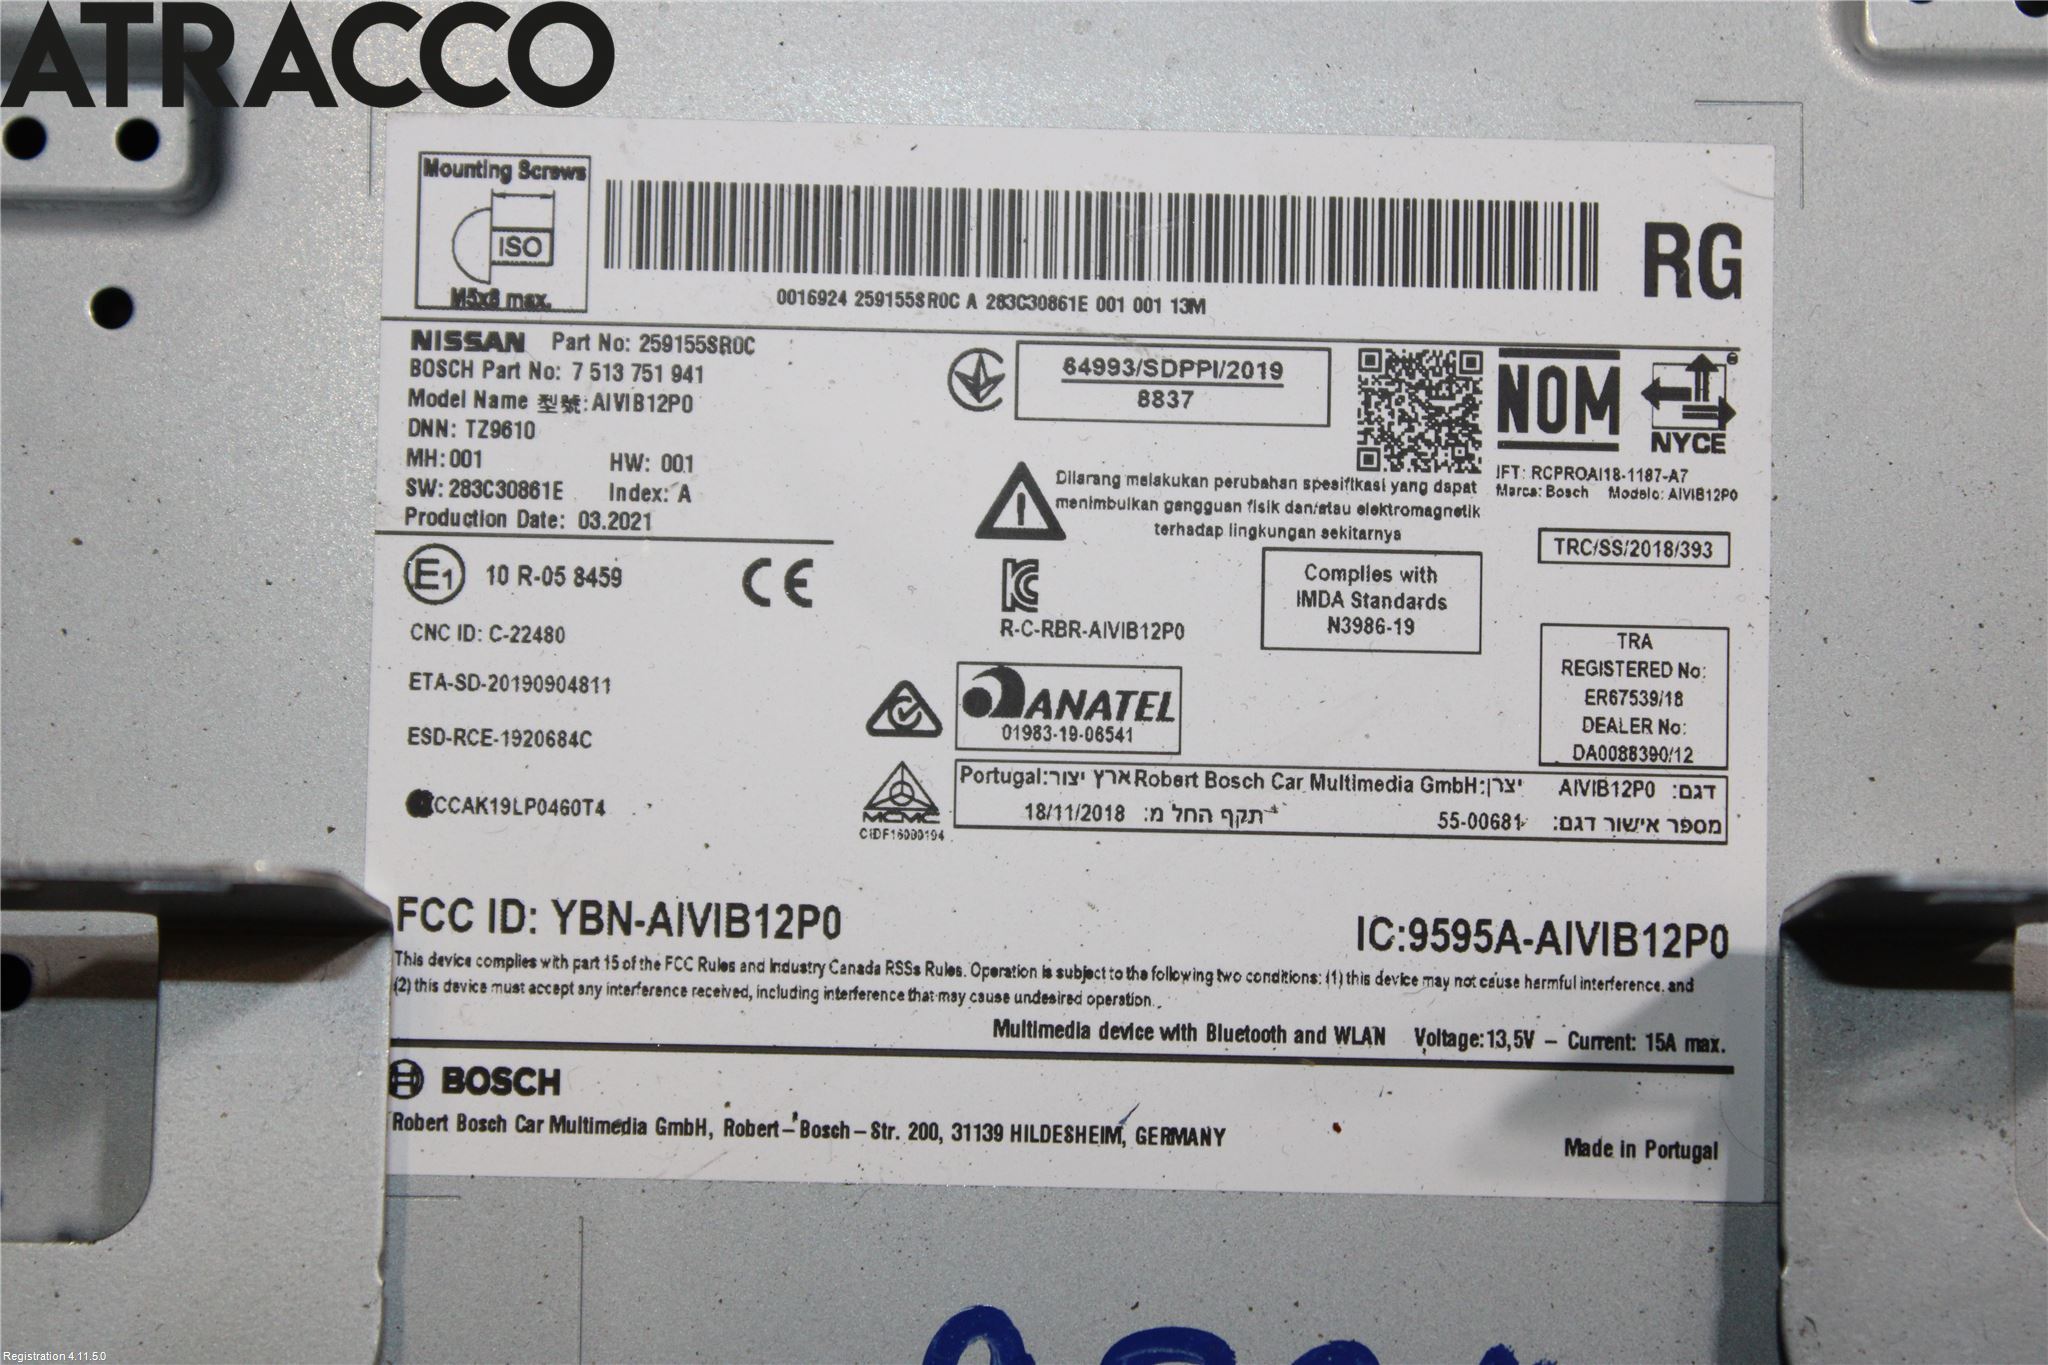 ATRACCO
Mounting Screws
ISO
M5x8 max.
RG
0016924 259155SR0C A 283C30861E 001 001 13M
NISSAN Part No: 259155SR0C
BOSCH Part No: 7 513 751 941
Model Name 型號: AIVIB12P0
DNN: TZ9610
MH: 001 HW: 001
SW: 283C30861E Index: A
Production Date: 03.2021
64993/SDPPI/2019
8837
NOM
NYCE
IFT: RCPROAI18-1187-A7
Marca: Bosch Modelo: AIVIB12P0
Dilarang melakukan perubahan spesifikasi yang dapat
menimbulkan gangguan fisik dan/atau elektromagnetik
terhadap lingkungan sekitarnya
TRC/SS/2018/393
E1 10 R-05 8459 CE
R-C-RBR-AIVIB12P0
Complies with
IMDA Standards
N3986-19
CNC ID: C-22480
ETA-SD-20190904811
ESD-RCE-1920684C
CCAK19LP0460T4
TRA
REGISTERED No:
ER67539/18
DEALER No:
DA0088390/12
ANATEL
01983-19-06541
MCMC
CIDF16000194
דגם: AIVIB12P0 יצרן: Robert Bosch Car Multimedia GmbH ארץ יצור: Portugal
מספר אישור דגם: 55-00681 תקף החל מ: 18/11/2018
FCC ID: YBN-AIVIB12P0
IC:9595A-AIVIB12P0
This device complies with part 15 of the FCC Rules and Industry Canada RSSs Rules. Operation is subject to the following two conditions: (1) this device may not cause harmful interference, and
(2) this device must accept any interference received, including interference that may cause undesired operation.
Multimedia device with Bluetooth and WLAN Voltage:13,5V – Current: 15A max.
BOSCH
Robert Bosch Car Multimedia GmbH, Robert–Bosch–Str. 200, 31139 HILDESHEIM, GERMANY
Made in Portugal
Registration 4.11.5.0